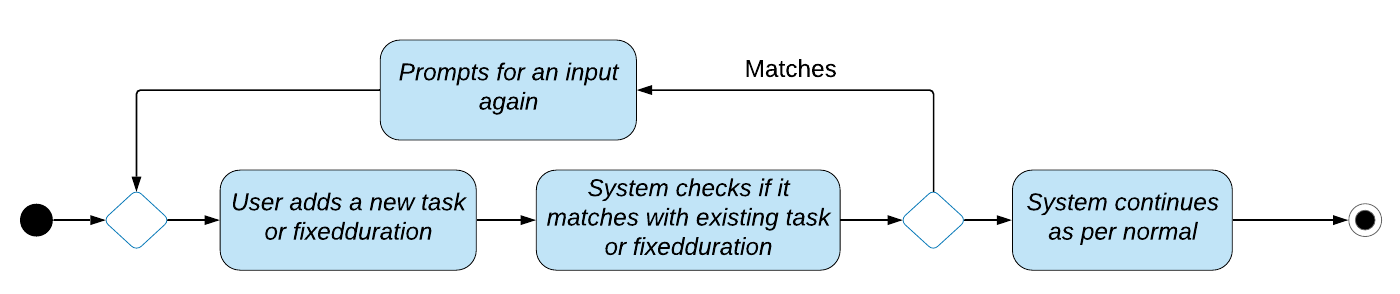 Matches
Prompts for an input
again
User adds a new task
or fixedduration
System checks if it
matches with existing task
or fixedduration
System continues
as per normal